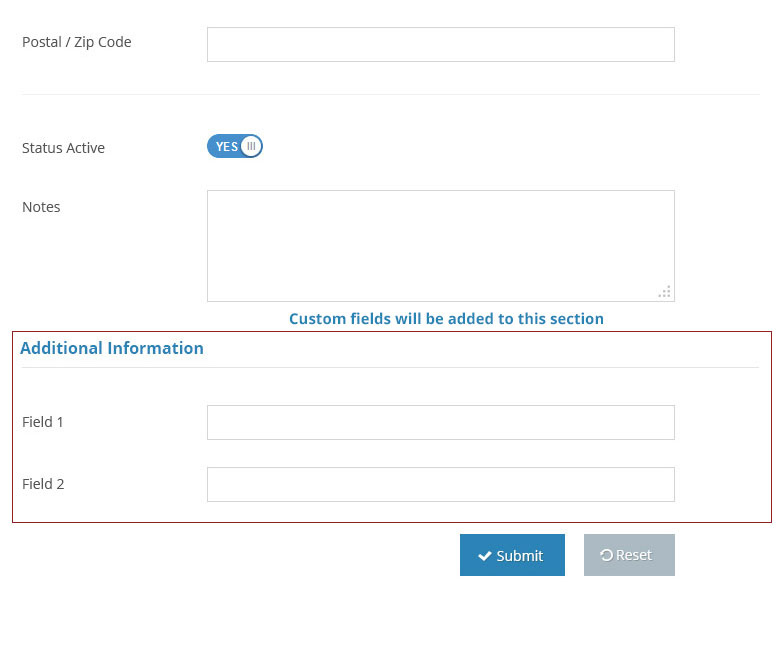 Postal / Zip Code
Status Active
YES
Notes
Custom fields will be added to this section
Additional Information
Field 1
Field 2
Submit
Reset